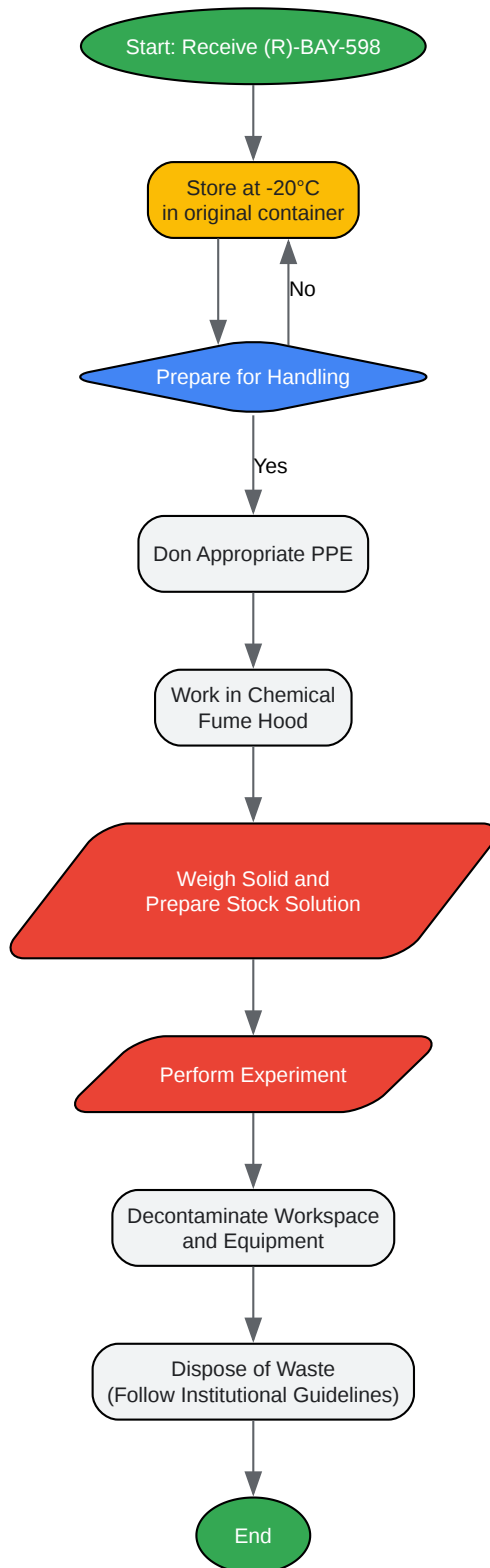 Start: Receive (R)-BAY-598
Store at -20°C
in original container
No
Prepare for Handling
Yes
Don Appropriate PPE
Work in Chemical
Fume Hood
Weigh Solid and
Prepare Stock Solution
Perform Experiment
Decontaminate Workspace
and Equipment
Dispose of Waste
(Follow Institutional Guidelines)
End